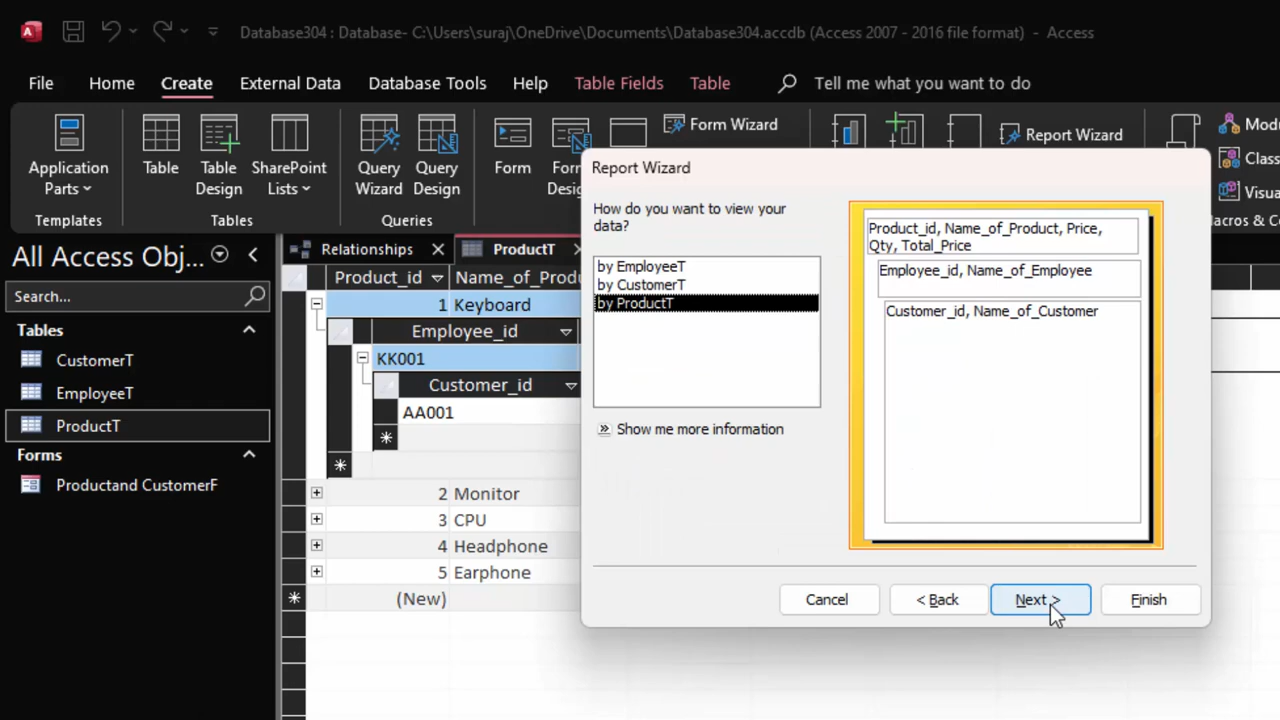 Database304 : Database- C:\Users\suraj\OneDrive\Documents\Database304.accdb (Access 2007 - 2016 file format) - Access
File Home Create External Data Database Tools Help Table Fields Table Tell me what you want to do
Application Parts
Templates
Table
Table Design
SharePoint Lists
Tables
Query Wizard
Query Design
Queries
Form
Form Wizard
Report Wizard
Report Wizard
How do you want to view your data?
by EmployeeT
by CustomerT
by ProductT
Show me more information
Product_id, Name_of_Product, Price,
Qty, Total_Price
Employee_id, Name_of_Employee
Customer_id, Name_of_Customer
Cancel
< Back
Next >
Finish
All Access Obj...
Search...
Tables
CustomerT
EmployeeT
ProductT
Forms
Productand CustomerF
Relationships
ProductT
Product_id Name_of_Produ
1 Keyboard
Employee_id
KK001
Customer_id
AA001
2 Monitor
3 CPU
4 Headphone
5 Earphone
(New)